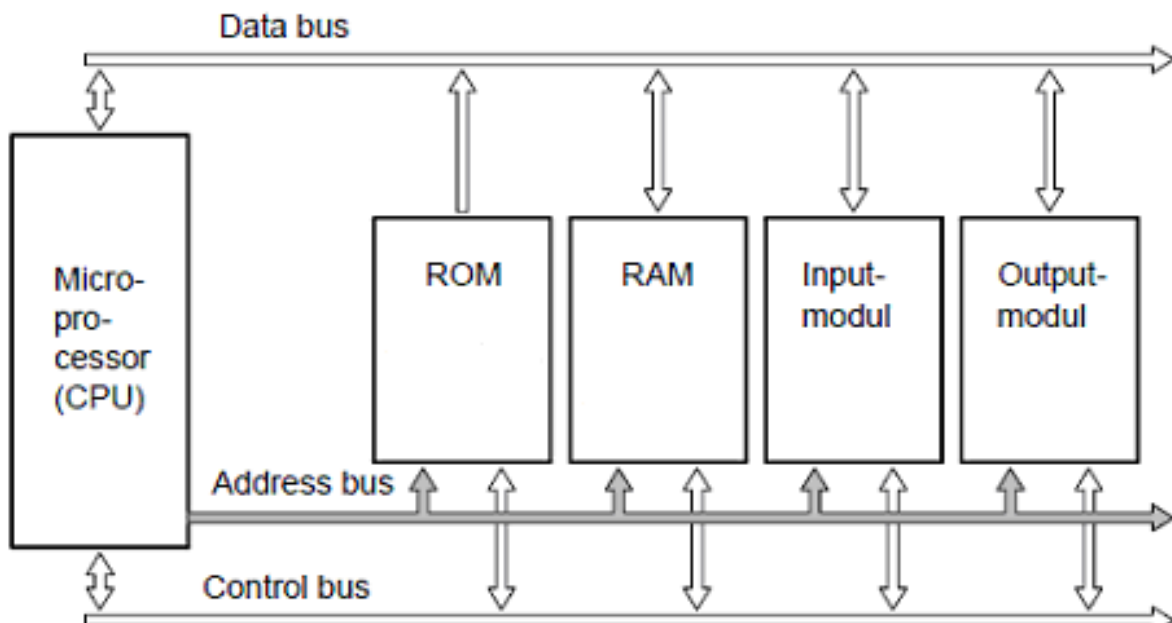 Data bus
Micro-
pro-
cessor
(CPU)
ROM
RAM
Input-
modul
Output-
modul
Address bus
Control bus